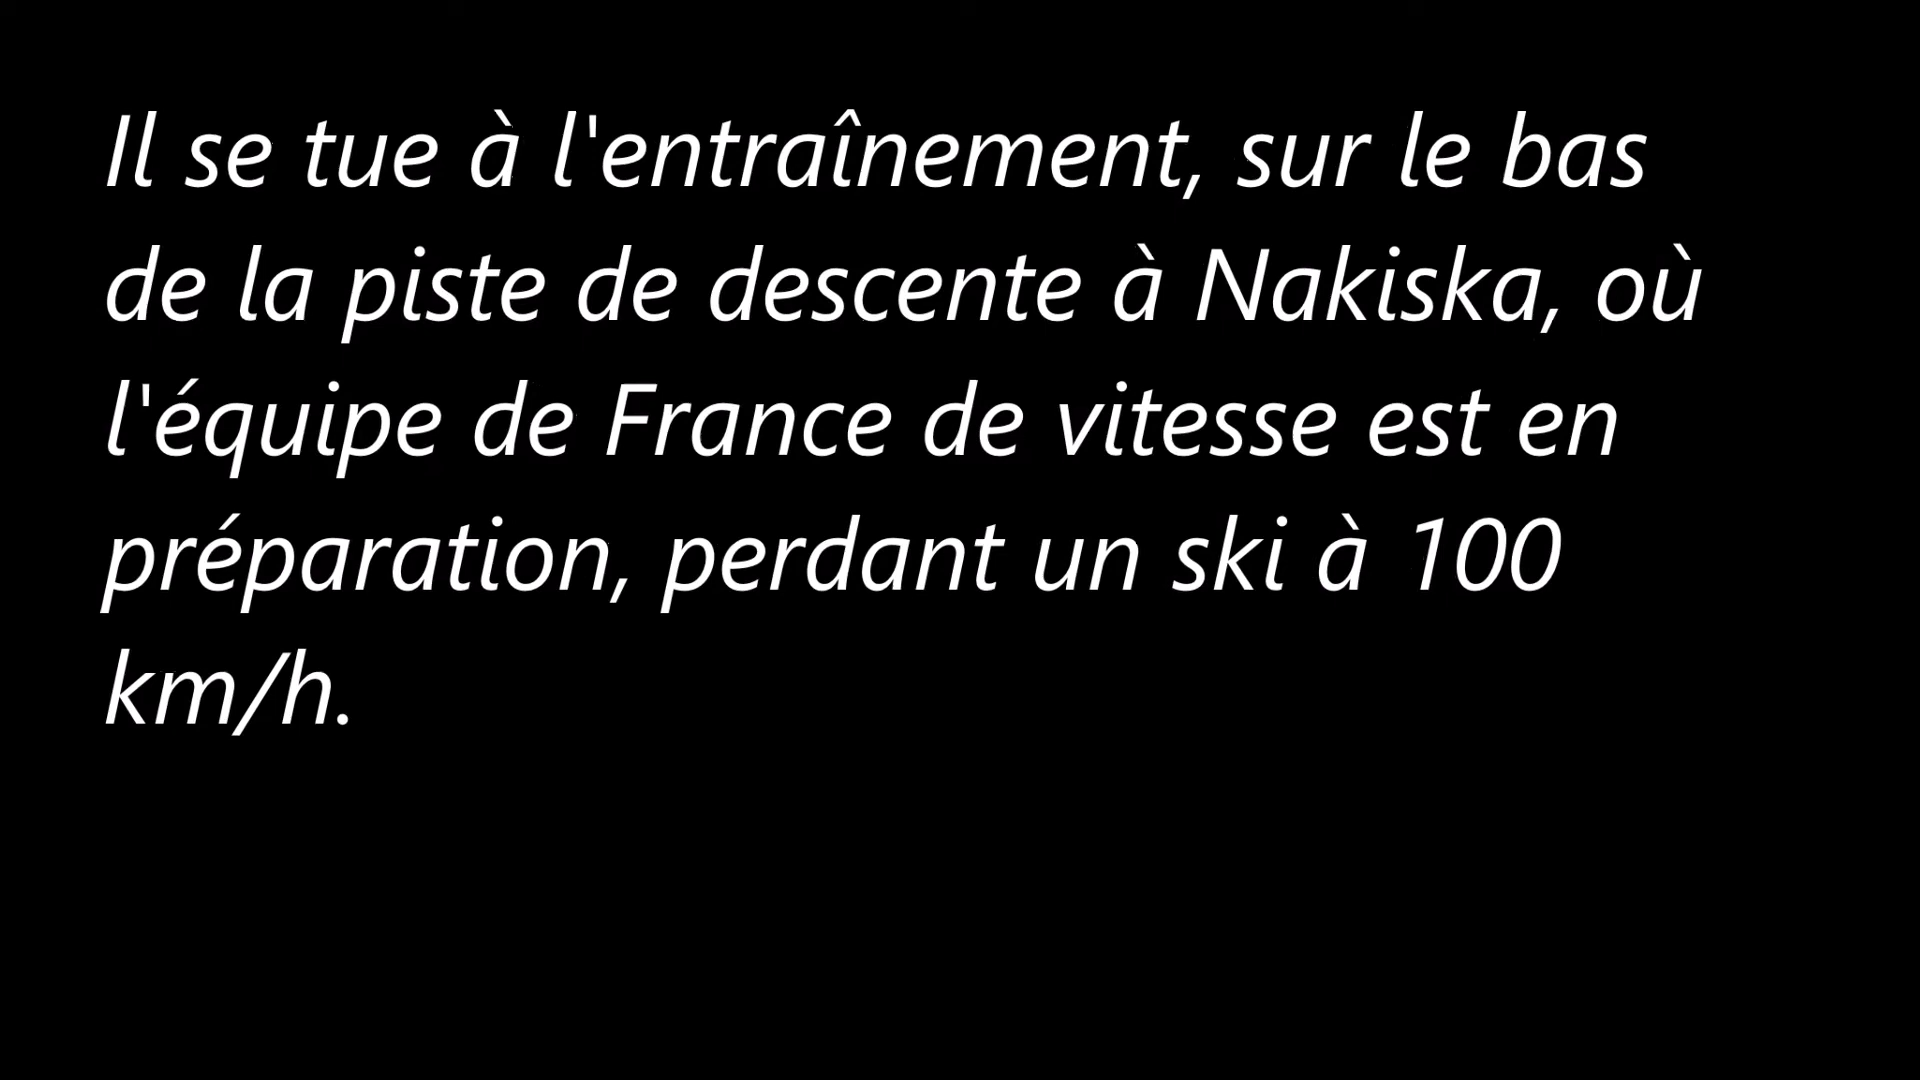 Il se tue à l'entraînement, sur le bas
de la piste de descente à Nakiska, où
l'équipe de France de vitesse est en
préparation, perdant un ski à 100
km/h.